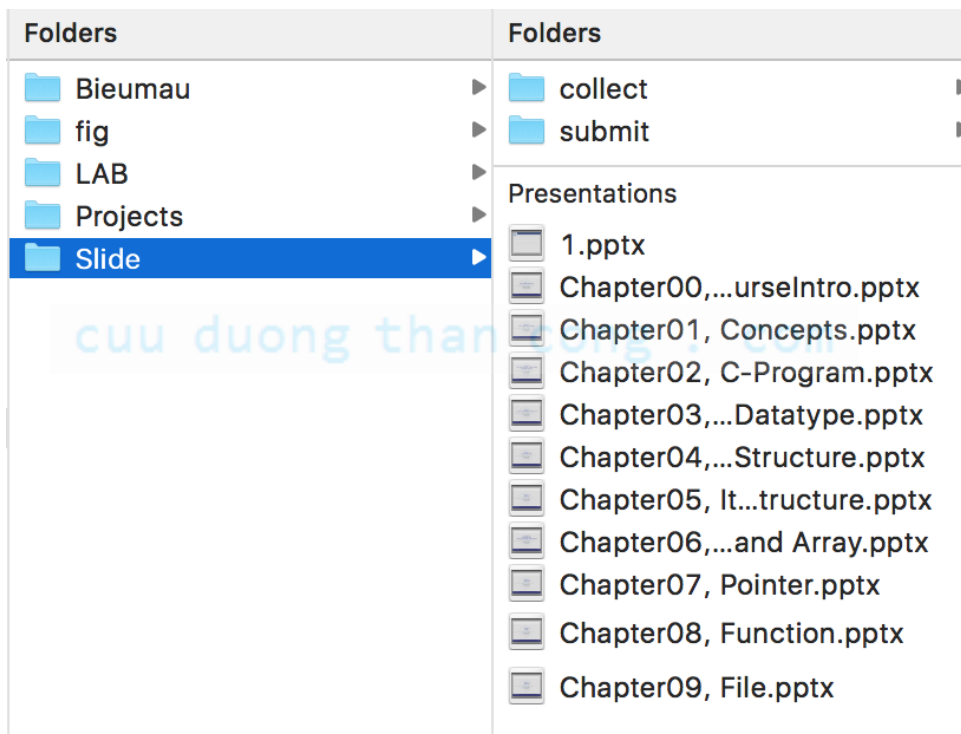 Folders
Bieumau
fig
LAB
Projects
Slide
Folders
collect
submit
Presentations
1.pptx
Chapter00,...urseIntro.pptx
Chapter01, Concepts.pptx
Chapter02, C-Program.pptx
Chapter03,...Datatype.pptx
Chapter04,...Structure.pptx
Chapter05, It...tructure.pptx
Chapter06,...and Array.pptx
Chapter07, Pointer.pptx
Chapter08, Function.pptx
Chapter09, File.pptx
cuu duong than cong . com